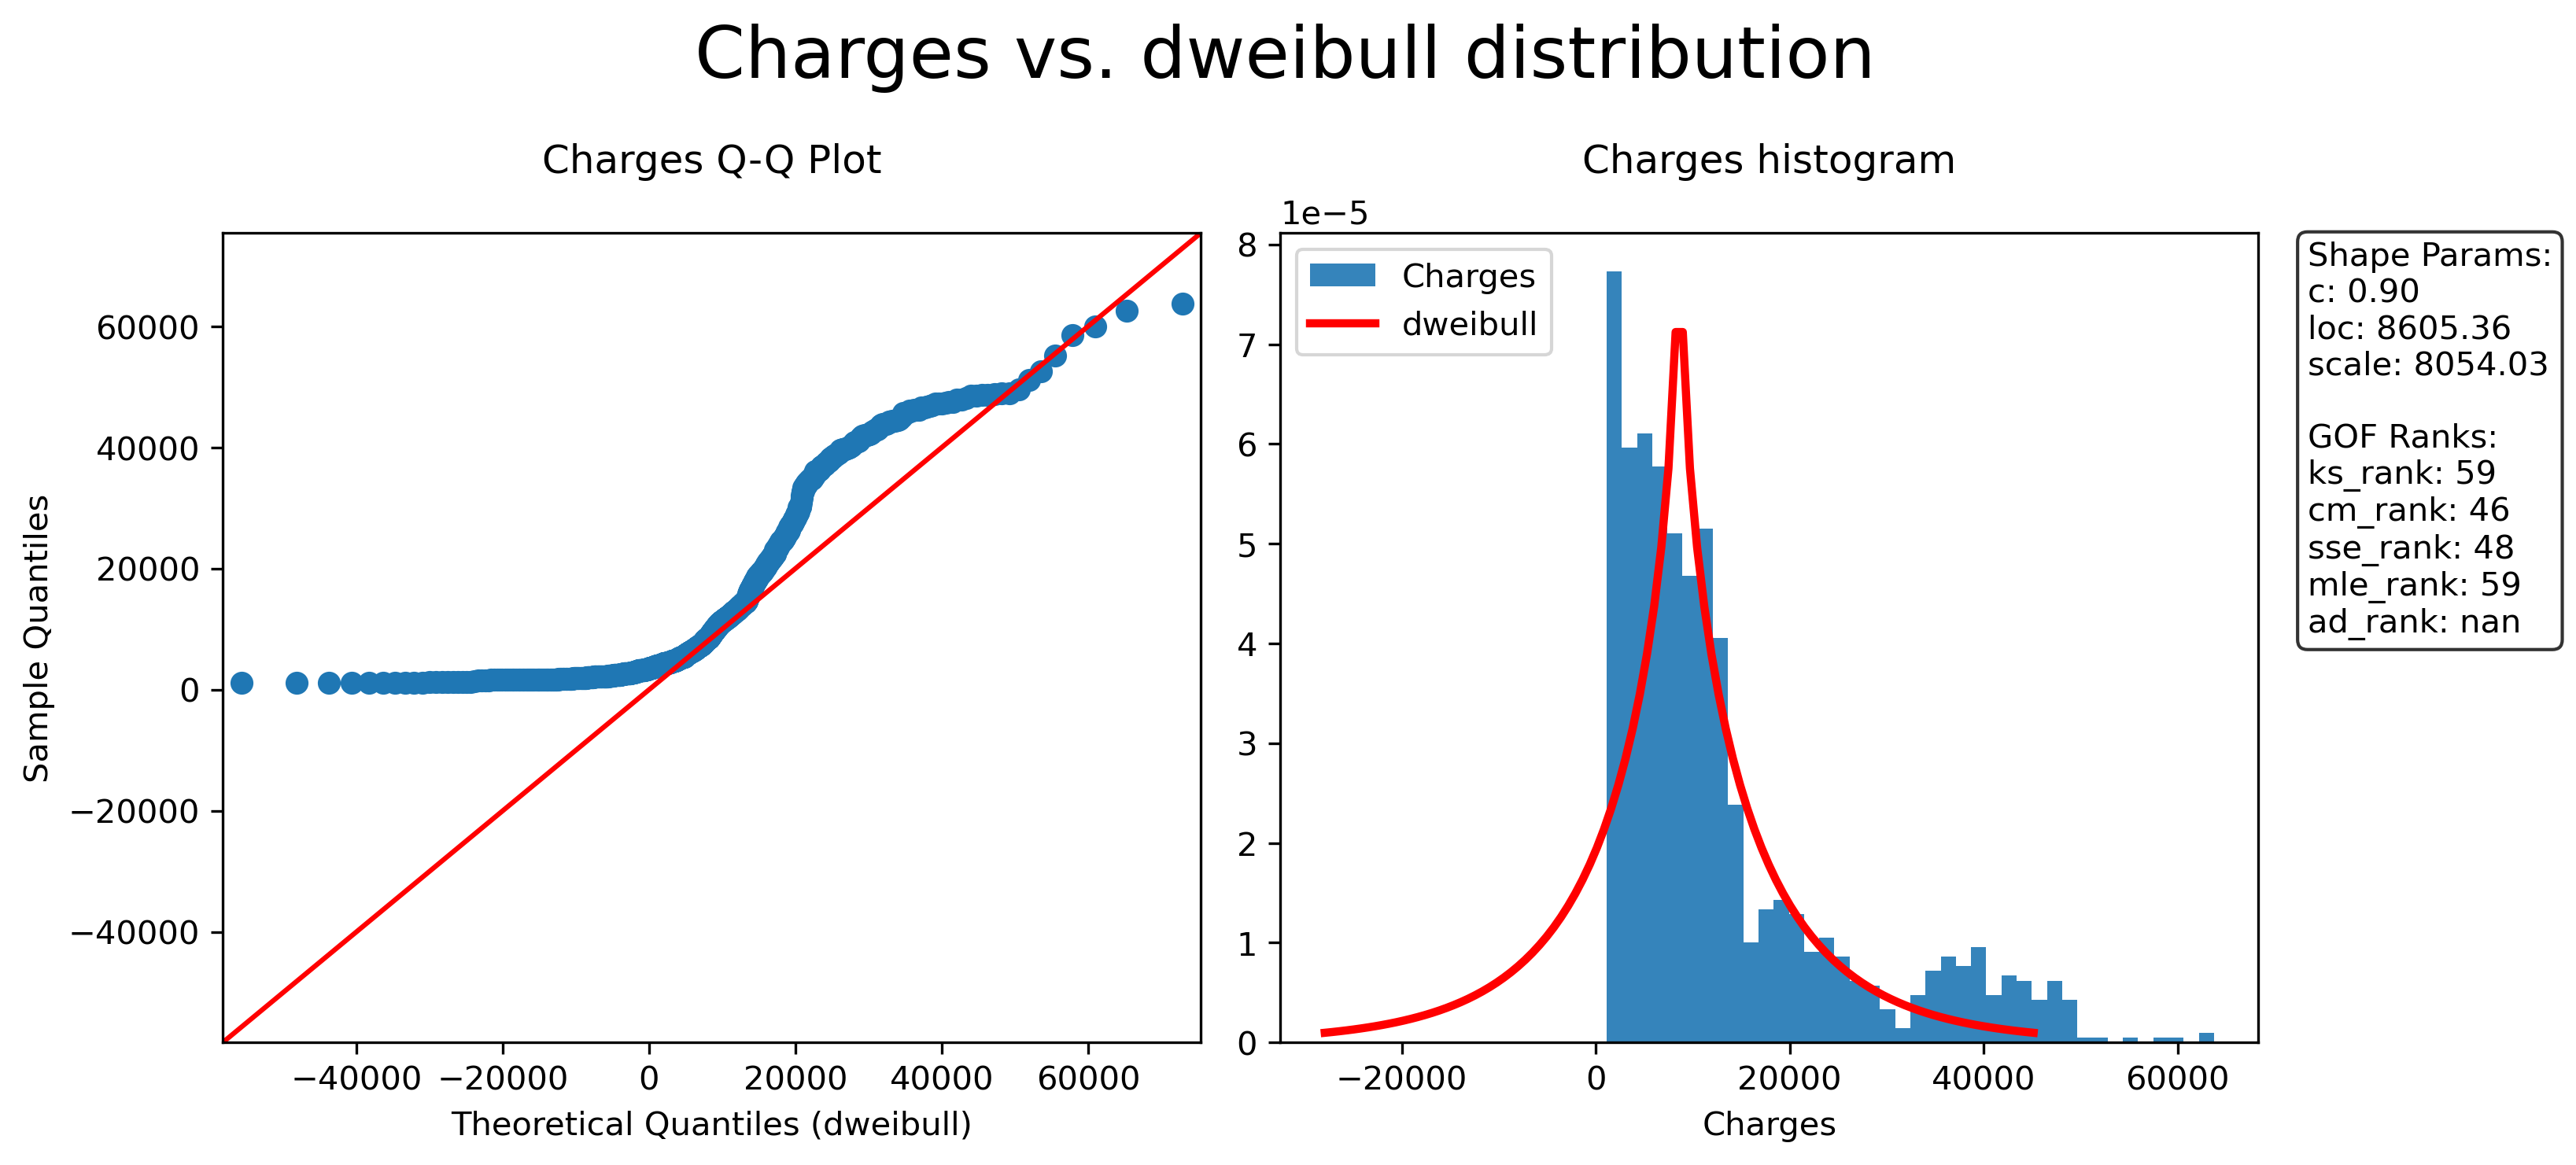 Charges vs. dweibull distribution
Charges Q-Q Plot
Sample Quantiles
60000
40000
20000
0
−20000
−40000
−40000 −20000 0 20000 40000 60000
Theoretical Quantiles (dweibull)
Charges histogram
1e−5
8
7
6
5
4
3
2
1
0
Charges
dweibull
−20000 0 20000 40000 60000
Charges
Shape Params:
c: 0.90
loc: 8605.36
scale: 8054.03
GOF Ranks:
ks_rank: 59
cm_rank: 46
sse_rank: 48
mle_rank: 59
ad_rank: nan